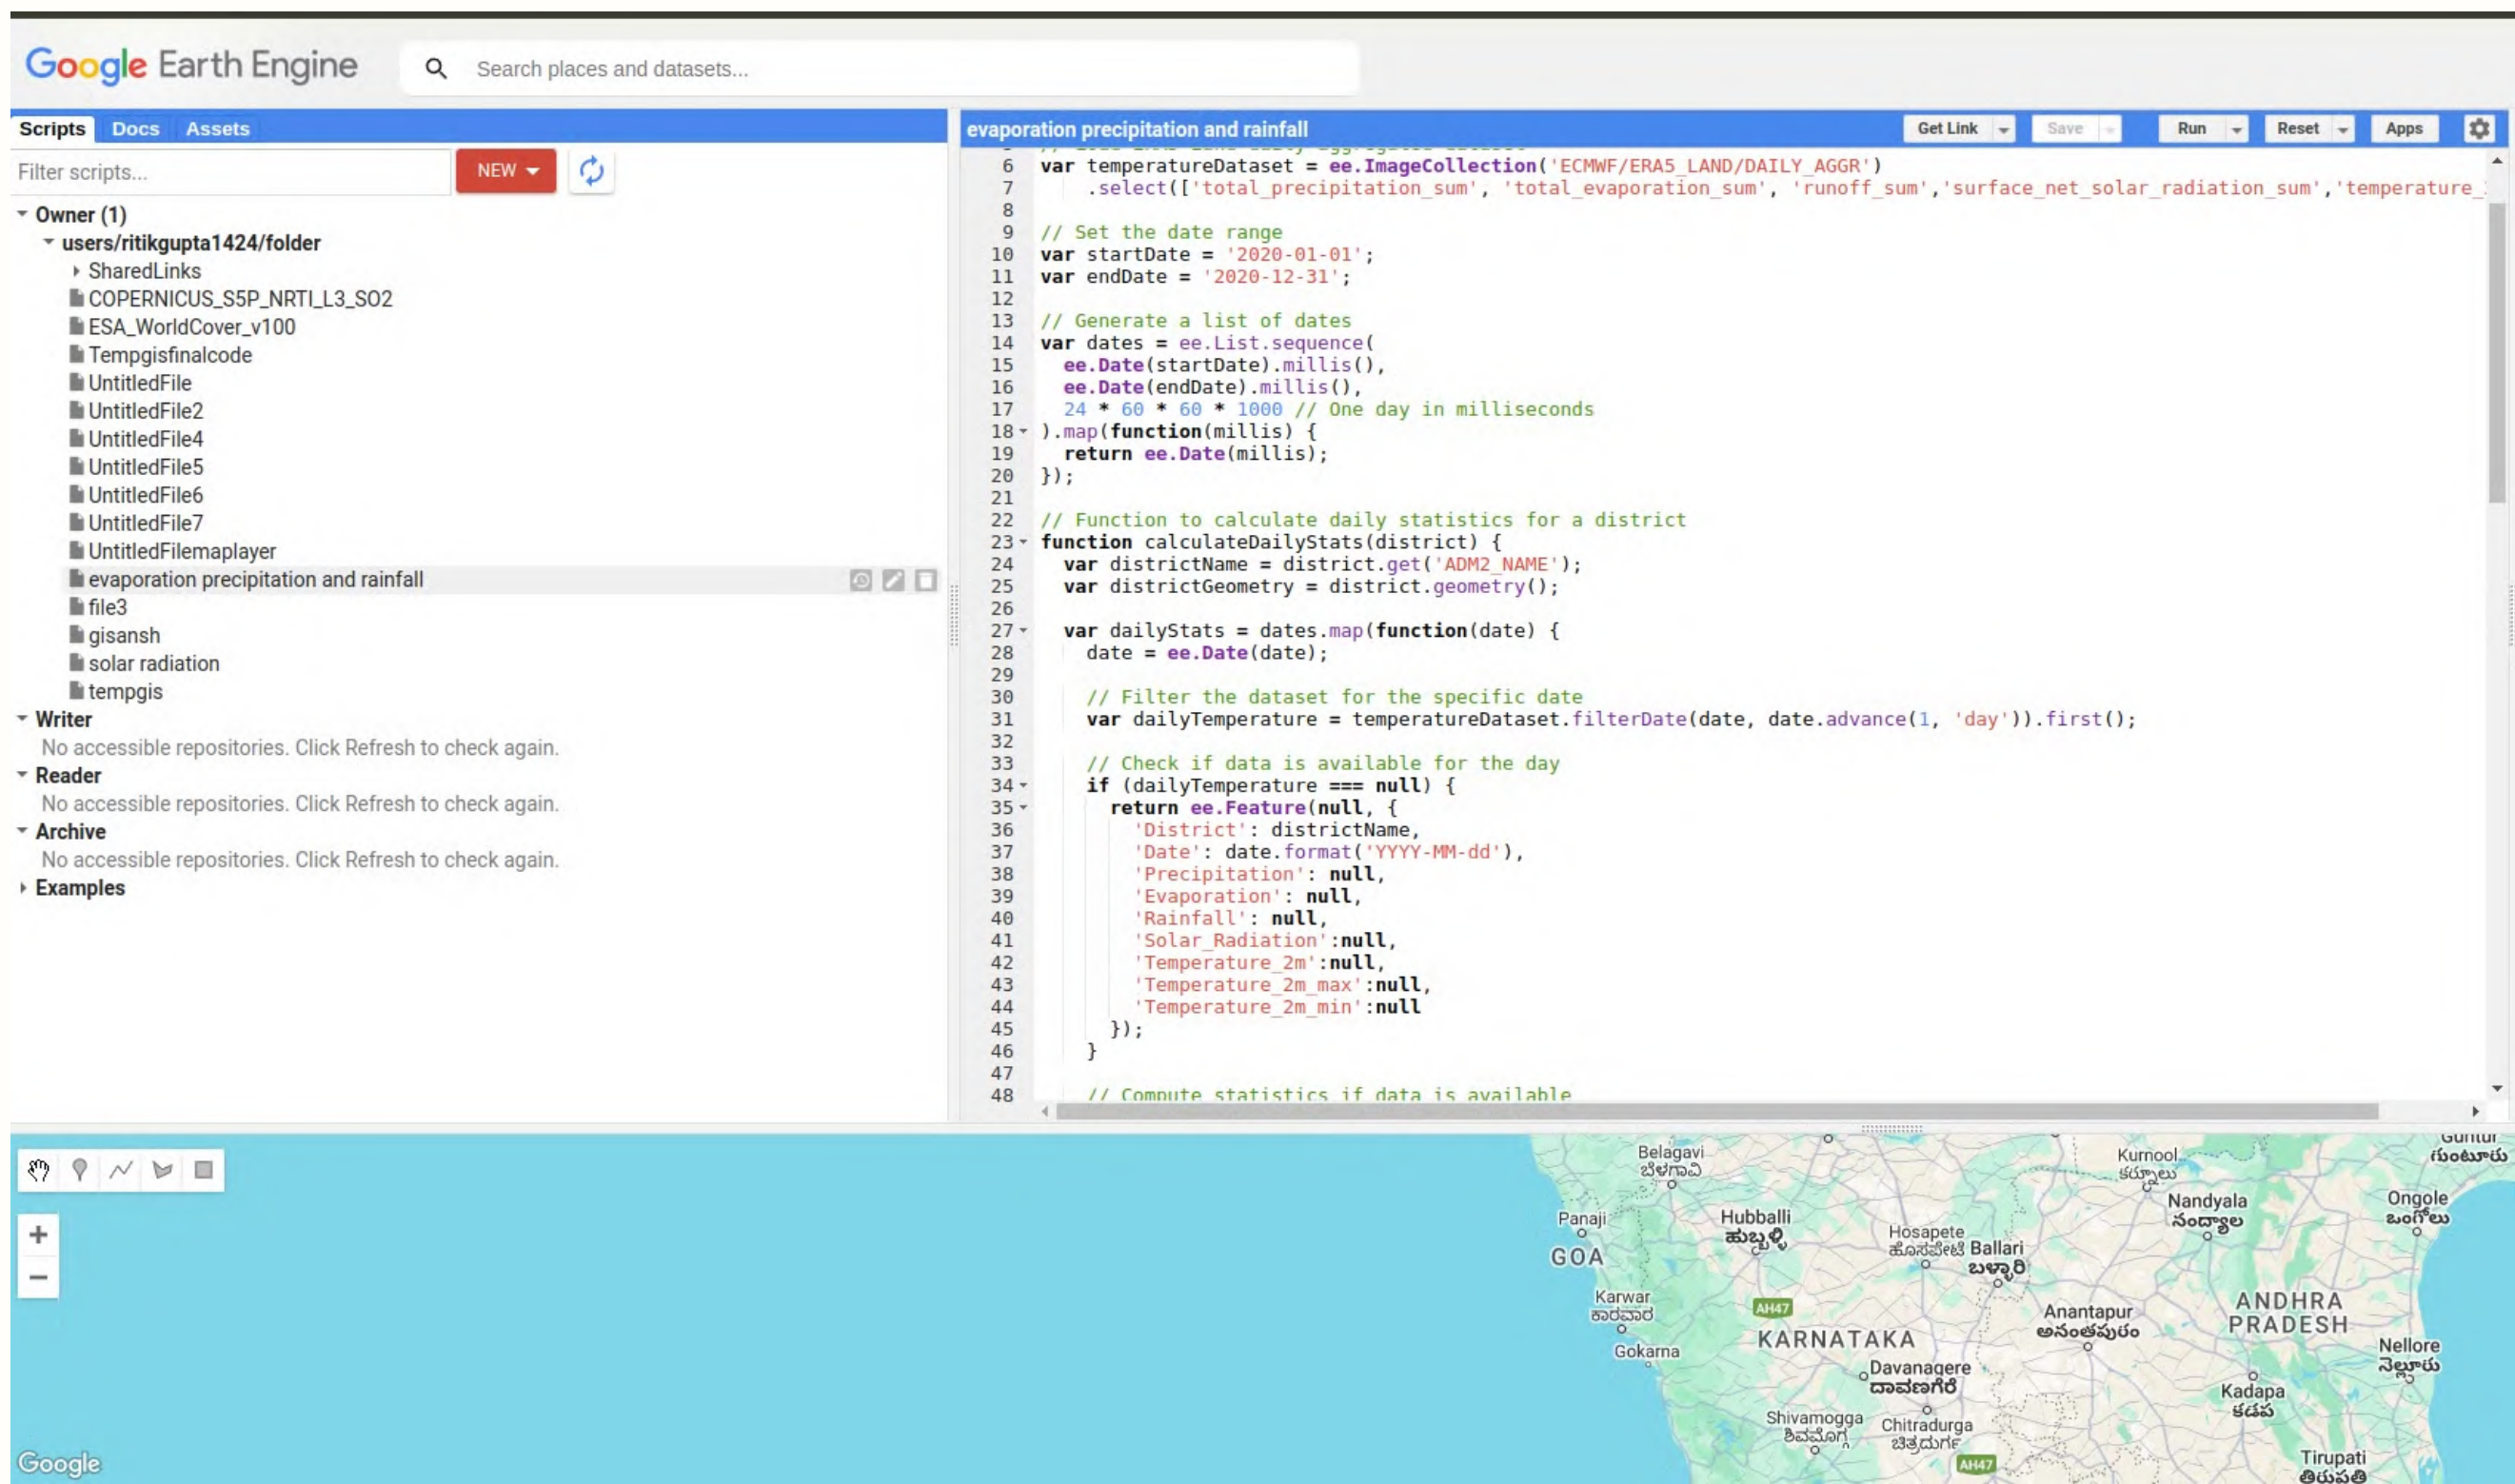 Google Earth Engine
Search places and datasets...
Scripts Docs Assets
Filter scripts...
NEW
Owner (1)
users/ritikgupta1424/folder
SharedLinks
COPERNICUS_S5P_NRTI_L3_SO2
ESA_WorldCover_v100
Tempgisfinalcode
UntitledFile
UntitledFile2
UntitledFile4
UntitledFile5
UntitledFile6
UntitledFile7
UntitledFilemaplayer
evaporation precipitation and rainfall
file3
gisansh
solar radiation
tempgis
Writer
No accessible repositories. Click Refresh to check again.
Reader
No accessible repositories. Click Refresh to check again.
Archive
No accessible repositories. Click Refresh to check again.
Examples
evaporation precipitation and rainfall
Get Link Save Run Reset Apps
6 var temperatureDataset = ee.ImageCollection('ECMWF/ERA5_LAND/DAILY_AGGR')
7 .select(['total_precipitation_sum', 'total_evaporation_sum', 'runoff_sum','surface_net_solar_radiation_sum','temperature_
8
9 // Set the date range
10 var startDate = '2020-01-01';
11 var endDate = '2020-12-31';
12
13 // Generate a list of dates
14 var dates = ee.List.sequence(
15 ee.Date(startDate).millis(),
16 ee.Date(endDate).millis(),
17 24 * 60 * 60 * 1000 // One day in milliseconds
18 ).map(function(millis) {
19 return ee.Date(millis);
20 });
21
22 // Function to calculate daily statistics for a district
23 function calculateDailyStats(district) {
24 var districtName = district.get('ADM2_NAME');
25 var districtGeometry = district.geometry();
26
27 var dailyStats = dates.map(function(date) {
28 date = ee.Date(date);
29
30 // Filter the dataset for the specific date
31 var dailyTemperature = temperatureDataset.filterDate(date, date.advance(1, 'day')).first();
32
33 // Check if data is available for the day
34 if (dailyTemperature === null) {
35 return ee.Feature(null, {
36 'District': districtName,
37 'Date': date.format('YYYY-MM-dd'),
38 'Precipitation': null,
39 'Evaporation': null,
40 'Rainfall': null,
41 'Solar_Radiation':null,
42 'Temperature_2m':null,
43 'Temperature_2m_max':null,
44 'Temperature_2m_min':null
45 });
46 }
47
48 // Compute statistics if data is available
Belagavi
ಬೆಳಗಾವಿ
Kurnool
కర్నూలు
Guntur
గుంటూరు
Nandyala
నంద్యాల
Ongole
ఒంగోలు
Panaji
Hubballi
ಹುಬ್ಬಳ್ಳಿ
GOA
Hosapete
ಹೊಸಪೇಟೆ
Ballari
ಬಳ್ಳಾರಿ
Karwar
ಕಾರವಾರ
AH47
Anantapur
అనంతపురం
ANDHRA
PRADESH
KARNATAKA
Gokarna
Nellore
నెల్లూరు
Davanagere
ದಾವಣಗೆರೆ
Kadapa
కడప
Shivamogga
ಶಿವಮೊಗ್ಗ
Chitradurga
ಚಿತ್ರದುರ್ಗ
AH47
Tirupati
తిరుపతి
Google